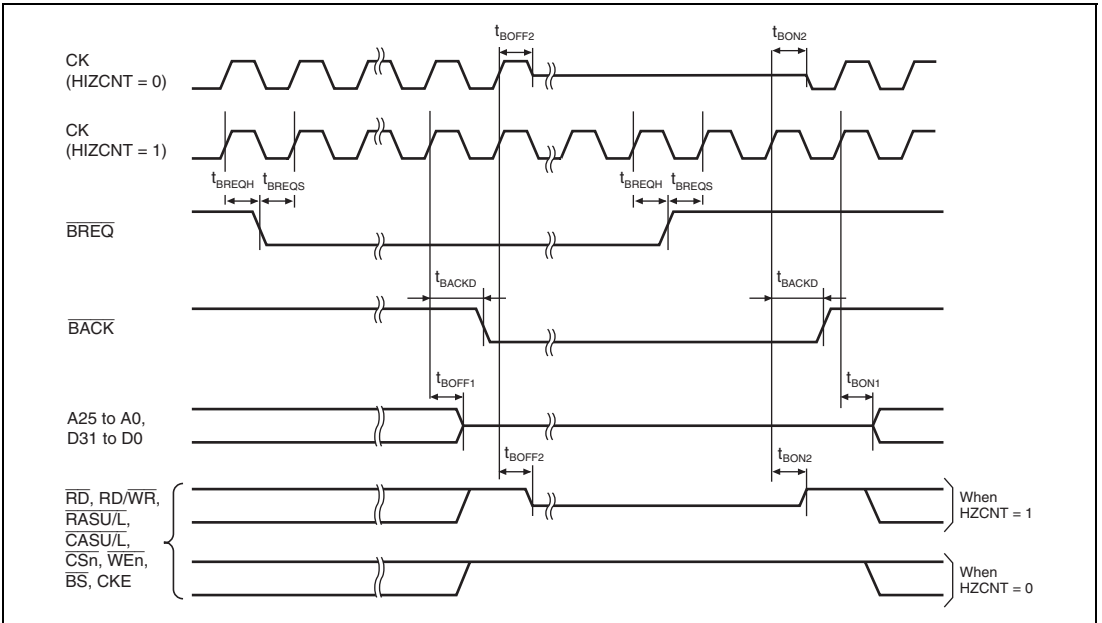 tBOFF2
tBON2
CK
(HIZCNT = 0)
CK
(HIZCNT = 1)
tBREQH
tBREQS
tBREQH
tBREQS
BREQ
tBACKD
tBACKD
BACK
tBOFF1
tBON1
A25 to A0,
D31 to D0
tBOFF2
tBON2
RD, RD/WR,
RASU/L,
CASU/L,
CSn, WEn,
BS, CKE
When
HZCNT = 1
When
HZCNT = 0